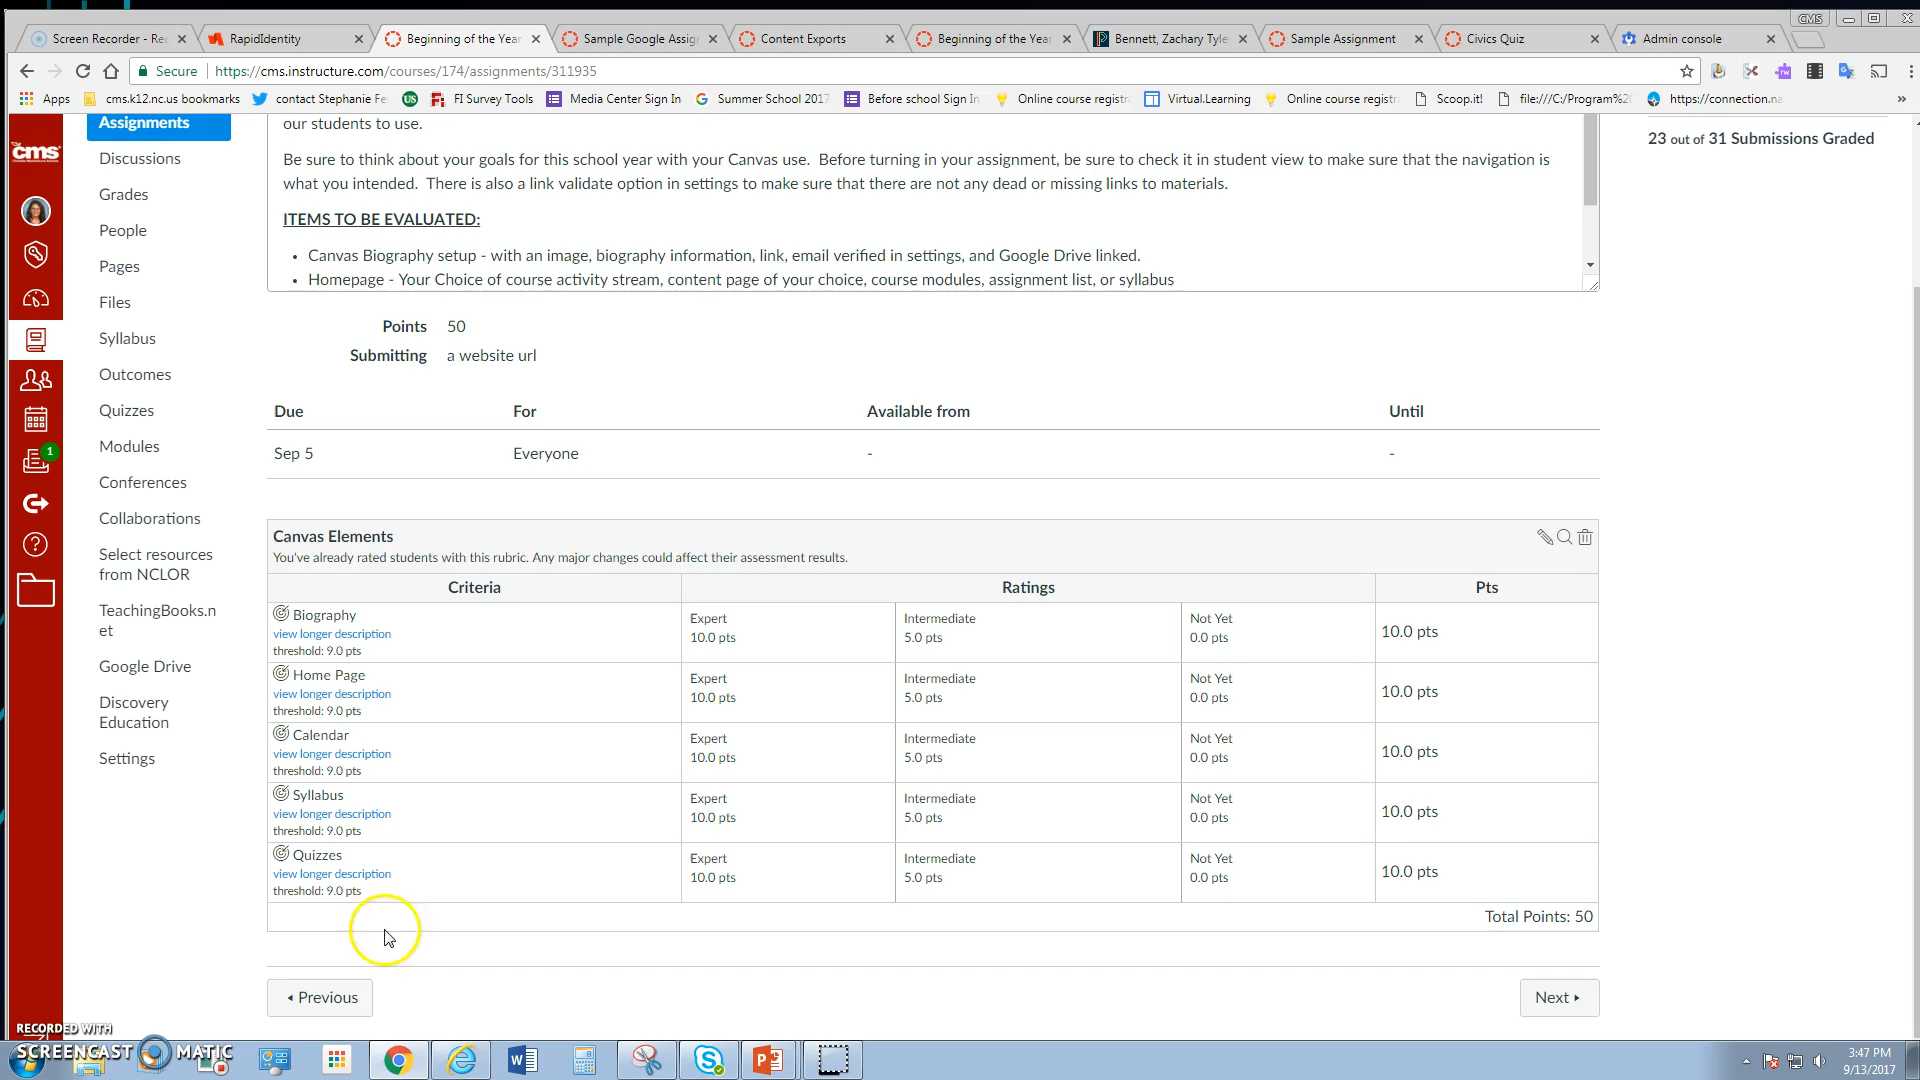 CMS
Screen Recorder - Rec
RapidIdentity
Beginning of the Year
Sample Google Assign
Content Exports
Beginning of the Year
Bennett, Zachary Tyle
Sample Assignment
Civics Quiz
Admin console
Secure https://cms.instructure.com/courses/174/assignments/311935
Apps
cms.k12.nc.us bookmarks
contact Stephanie Fe
US
FI Survey Tools
Media Center Sign In
Summer School 2017
Before school Sign In
Online course registra
Virtual.Learning
Online course registra
Scoop.it!
file:///C:/Program%20
https://connection.na
»
cms
1
Assignments
Discussions
Grades
People
Pages
Files
Syllabus
Outcomes
Quizzes
Modules
Conferences
Collaborations
Select resources
from NCLOR
TeachingBooks.n
et
Google Drive
Discovery
Education
Settings
our students to use.
Be sure to think about your goals for this school year with your Canvas use. Before turning in your assignment, be sure to check it in student view to make sure that the navigation is
what you intended. There is also a link validate option in settings to make sure that there are not any dead or missing links to materials.
ITEMS TO BE EVALUATED:
• Canvas Biography setup - with an image, biography information, link, email verified in settings, and Google Drive linked.
• Homepage - Your Choice of course activity stream, content page of your choice, course modules, assignment list, or syllabus
23 out of 31 Submissions Graded
Points 50
Submitting a website url
Due For Available from Until
Sep 5 Everyone - -
Canvas Elements
You've already rated students with this rubric. Any major changes could affect their assessment results.
Criteria Ratings Pts
Biography
view longer description
threshold: 9.0 pts
Expert
10.0 pts
Intermediate
5.0 pts
Not Yet
0.0 pts
10.0 pts
Home Page
view longer description
threshold: 9.0 pts
Expert
10.0 pts
Intermediate
5.0 pts
Not Yet
0.0 pts
10.0 pts
Calendar
view longer description
threshold: 9.0 pts
Expert
10.0 pts
Intermediate
5.0 pts
Not Yet
0.0 pts
10.0 pts
Syllabus
view longer description
threshold: 9.0 pts
Expert
10.0 pts
Intermediate
5.0 pts
Not Yet
0.0 pts
10.0 pts
Quizzes
view longer description
threshold: 9.0 pts
Expert
10.0 pts
Intermediate
5.0 pts
Not Yet
0.0 pts
10.0 pts
Total Points: 50
Previous
Next
RECORDED WITH
SCREENCAST MATIC
3:47 PM
9/13/2017